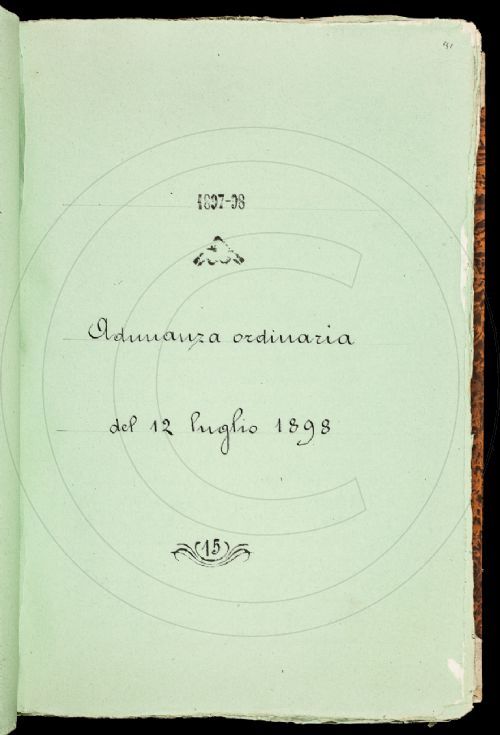 1897-98
Adunanza ordinaria
del 12 luglio 1898
15